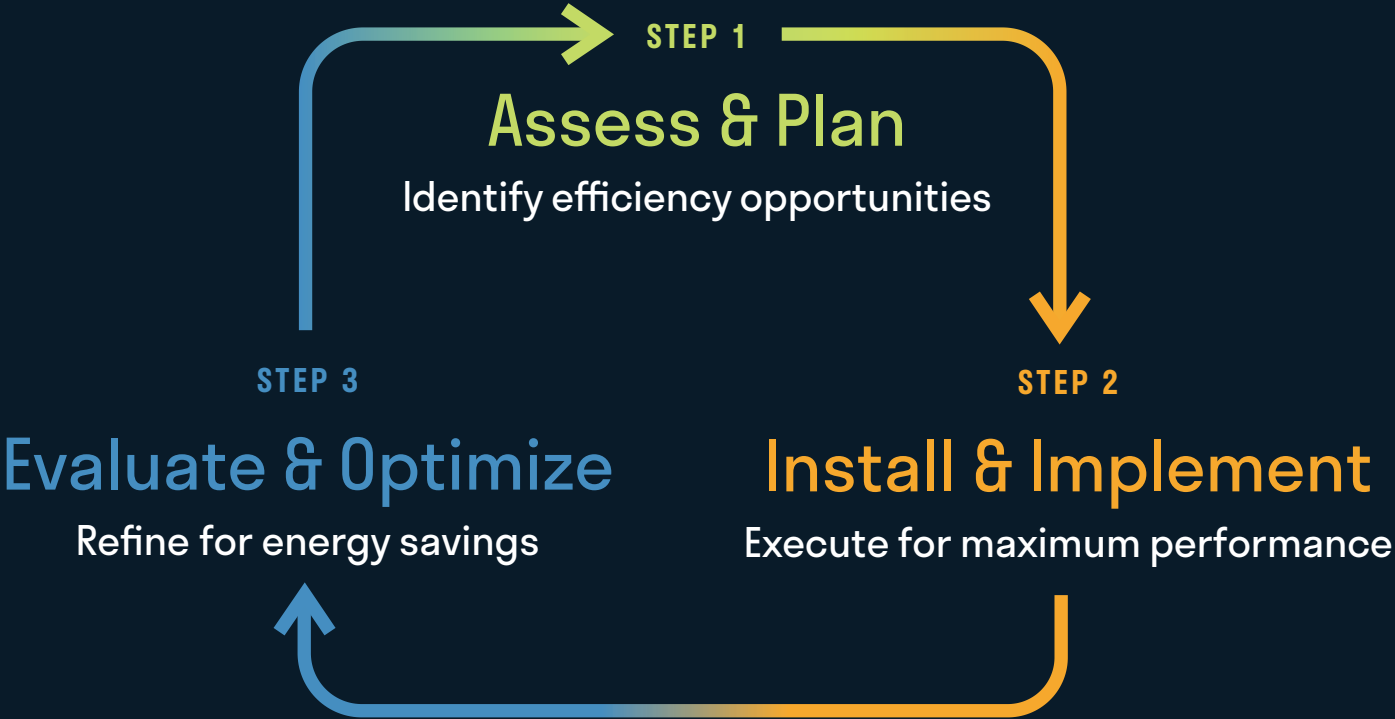 STEP 1
Assess & Plan
Identify efficiency opportunities
STEP 2
Install & Implement
Execute for maximum performance
STEP 3
Evaluate & Optimize
Refine for energy savings